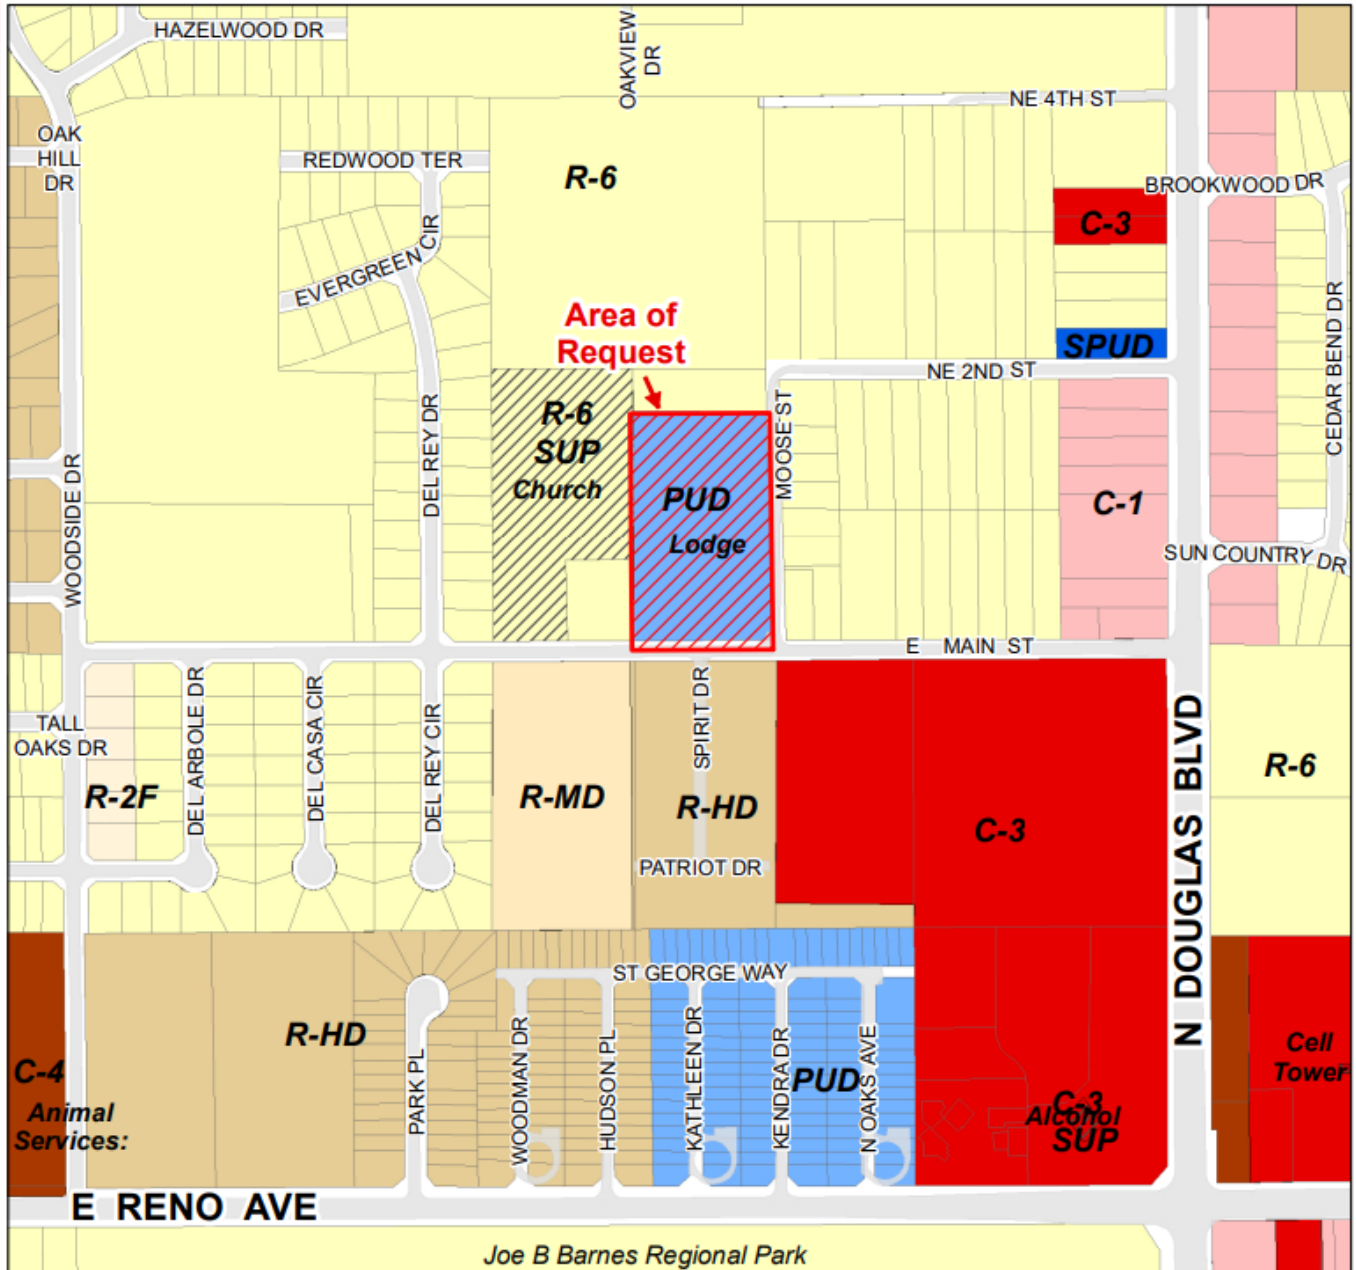 HAZELWOOD DR
OAKVIEW
DR
NE 4TH ST
OAK
HILL
DR
REDWOOD TER
R-6
BROOKWOOD DR
C-3
EVERGREEN CIR
Area of
Request
SPUD
NE 2ND ST
CEDAR BEND DR
R-6
SUP
Church
DEL REY DR
MOOSE ST
PUD
Lodge
C-1
WOODSIDE DR
SUN COUNTRY DR
E MAIN ST
TALL
OAKS DR
DEL ARBOLE DR
DEL CASA CIR
DEL REY CIR
SPIRIT DR
N DOUGLAS BLVD
R-6
R-2F
R-MD
R-HD
C-3
PATRIOT DR
ST GEORGE WAY
R-HD
C-4
Animal
Services:
PARK PL
WOODMAN DR
HUDSON PL
KATHLEEN DR
KENDRA DR
PUD
N OAKS AVE
C-3
Alcohol
SUP
Cell
Tower
E RENO AVE
Joe B Barnes Regional Park